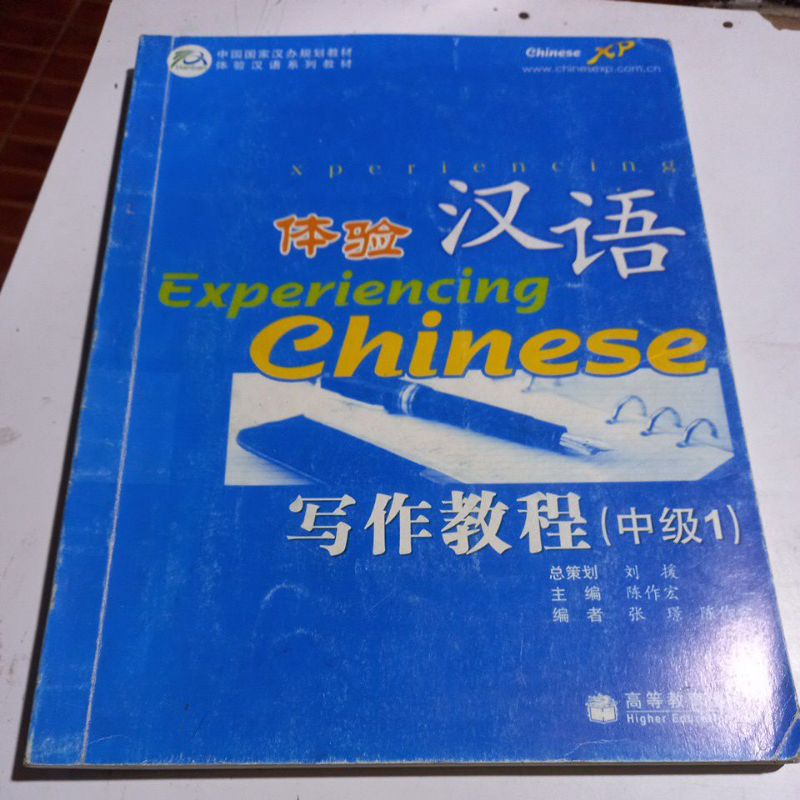 中国国家汉办规划教材
体验汉语系列教材
Chinese XP
www.chinesexp.com.cn
xperiencing
体验 汉语
Experiencing
Chinese
写作教程(中级1)
总策划 刘 援
主 编 陈作宏
编 者 张 璟 陈作
高等教育
Higher Education